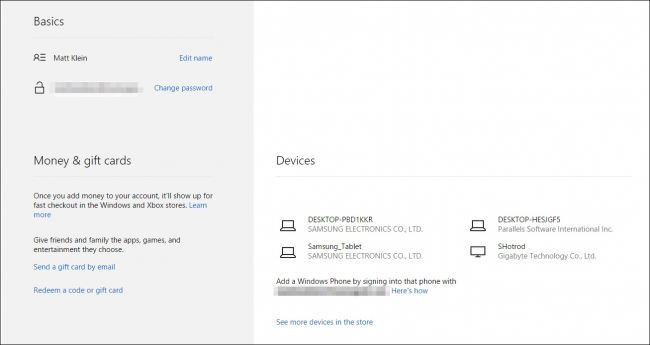 Basics
Matt Klein
Edit name
Change password
Money & gift cards
Once you add money to your account, it'll show up for
fast checkout in the Windows and Xbox stores. Learn
more
Give friends and family the apps, games, and
entertainment they choose.
Send a gift card by email
Redeem a code or gift card
Devices
DESKTOP-PBD1KKR
SAMSUNG ELECTRONICS CO., LTD.
DESKTOP-HESJGF5
Parallels Software International Inc.
Samsung_Tablet
SAMSUNG ELECTRONICS CO., LTD.
SHotrod
Gigabyte Technology Co., Ltd.
Add a Windows Phone by signing into that phone with
Here's how
See more devices in the store